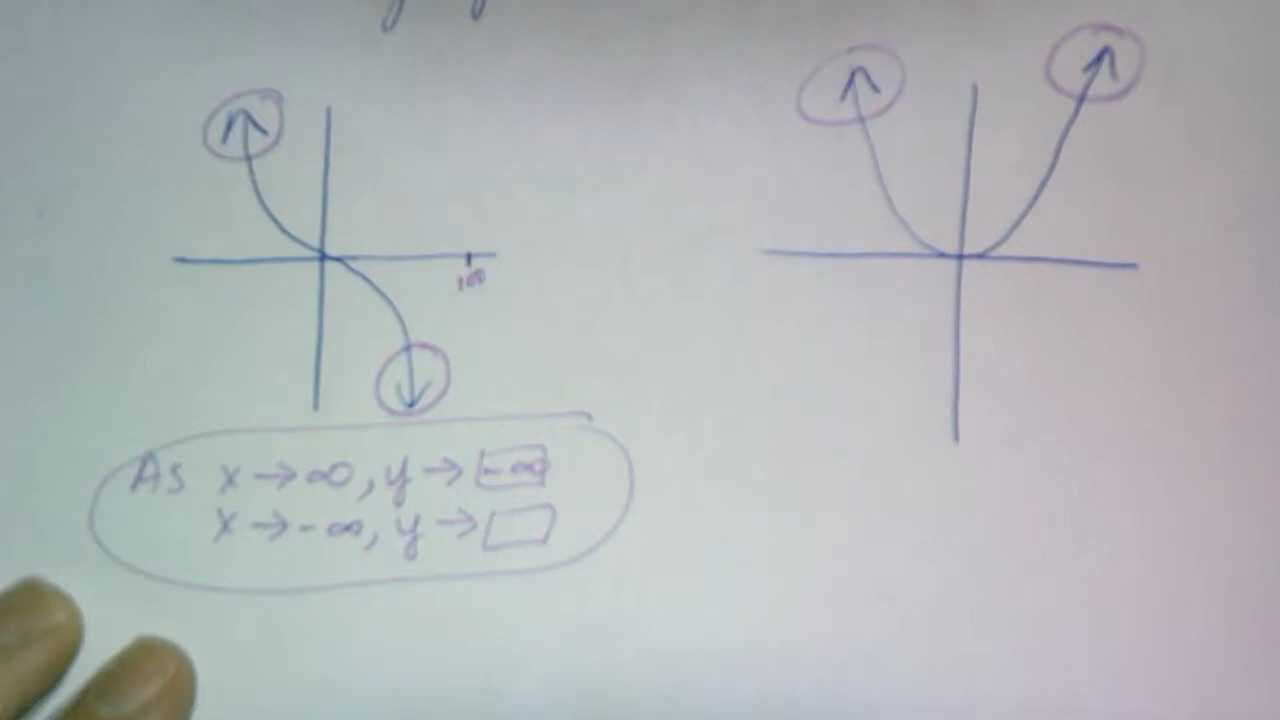 100
As x→∞, y→ -∞
x→-∞, y→